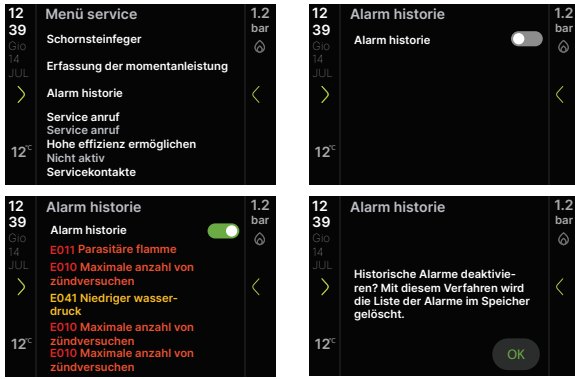 12
39
Gio
14
JUL
Menü service
Schornsteinfeger
Erfassung der momentanleistung
Alarm historie
Service anruf
Service anruf
Hohe effizienz ermöglichen
Nicht aktiv
Servicekontakte
12°C
1.2
bar
12
39
Gio
14
JUL
Alarm historie
Alarm historie
12°C
1.2
bar
12
39
Gio
14
JUL
Alarm historie
Alarm historie
E011 Parasitäre flamme
E010 Maximale anzahl von
zündversuchen
E041 Niedriger wasser-
druck
E010 Maximale anzahl von
zündversuchen
E010 Maximale anzahl von
zündversuchen
12°C
1.2
bar
12
39
Gio
14
JUL
Alarm historie
Historische Alarme deaktivie-
ren? Mit diesem Verfahren wird
die Liste der Alarme im Speicher
gelöscht.
OK
12°C
1.2
bar